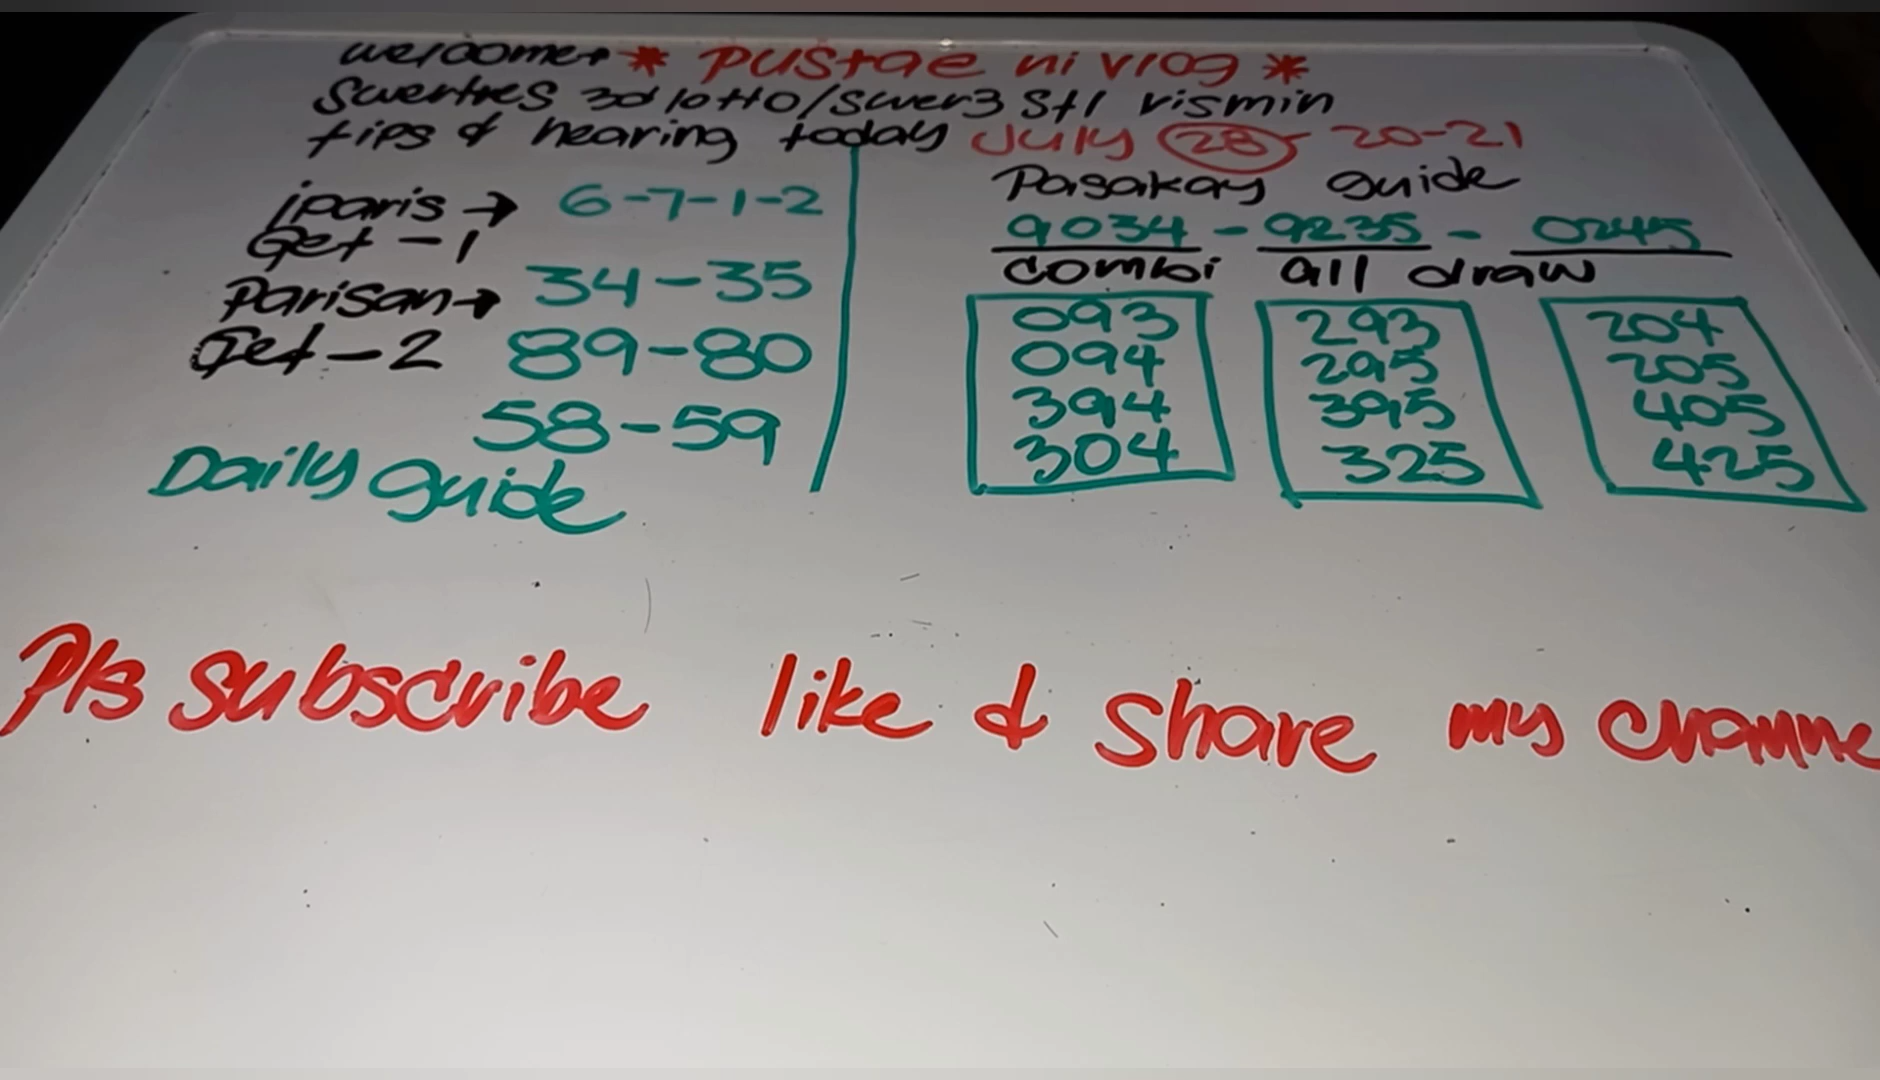 welcome * PUStae ni vlog *
Swertres 3d lotto/swer3 Stl vismin
tips & hearing today July 28 20-21
iparis → 6-7-1-2
Get - 1
Parisan → 34-35
Get - 2 89-80
58-59
Daily guide
Pasakay guide
9034 - 9235 - 0245
combi all draw
093 293 204
094 295 205
394 395 405
304 325 425
Pls subscribe like & share my channe